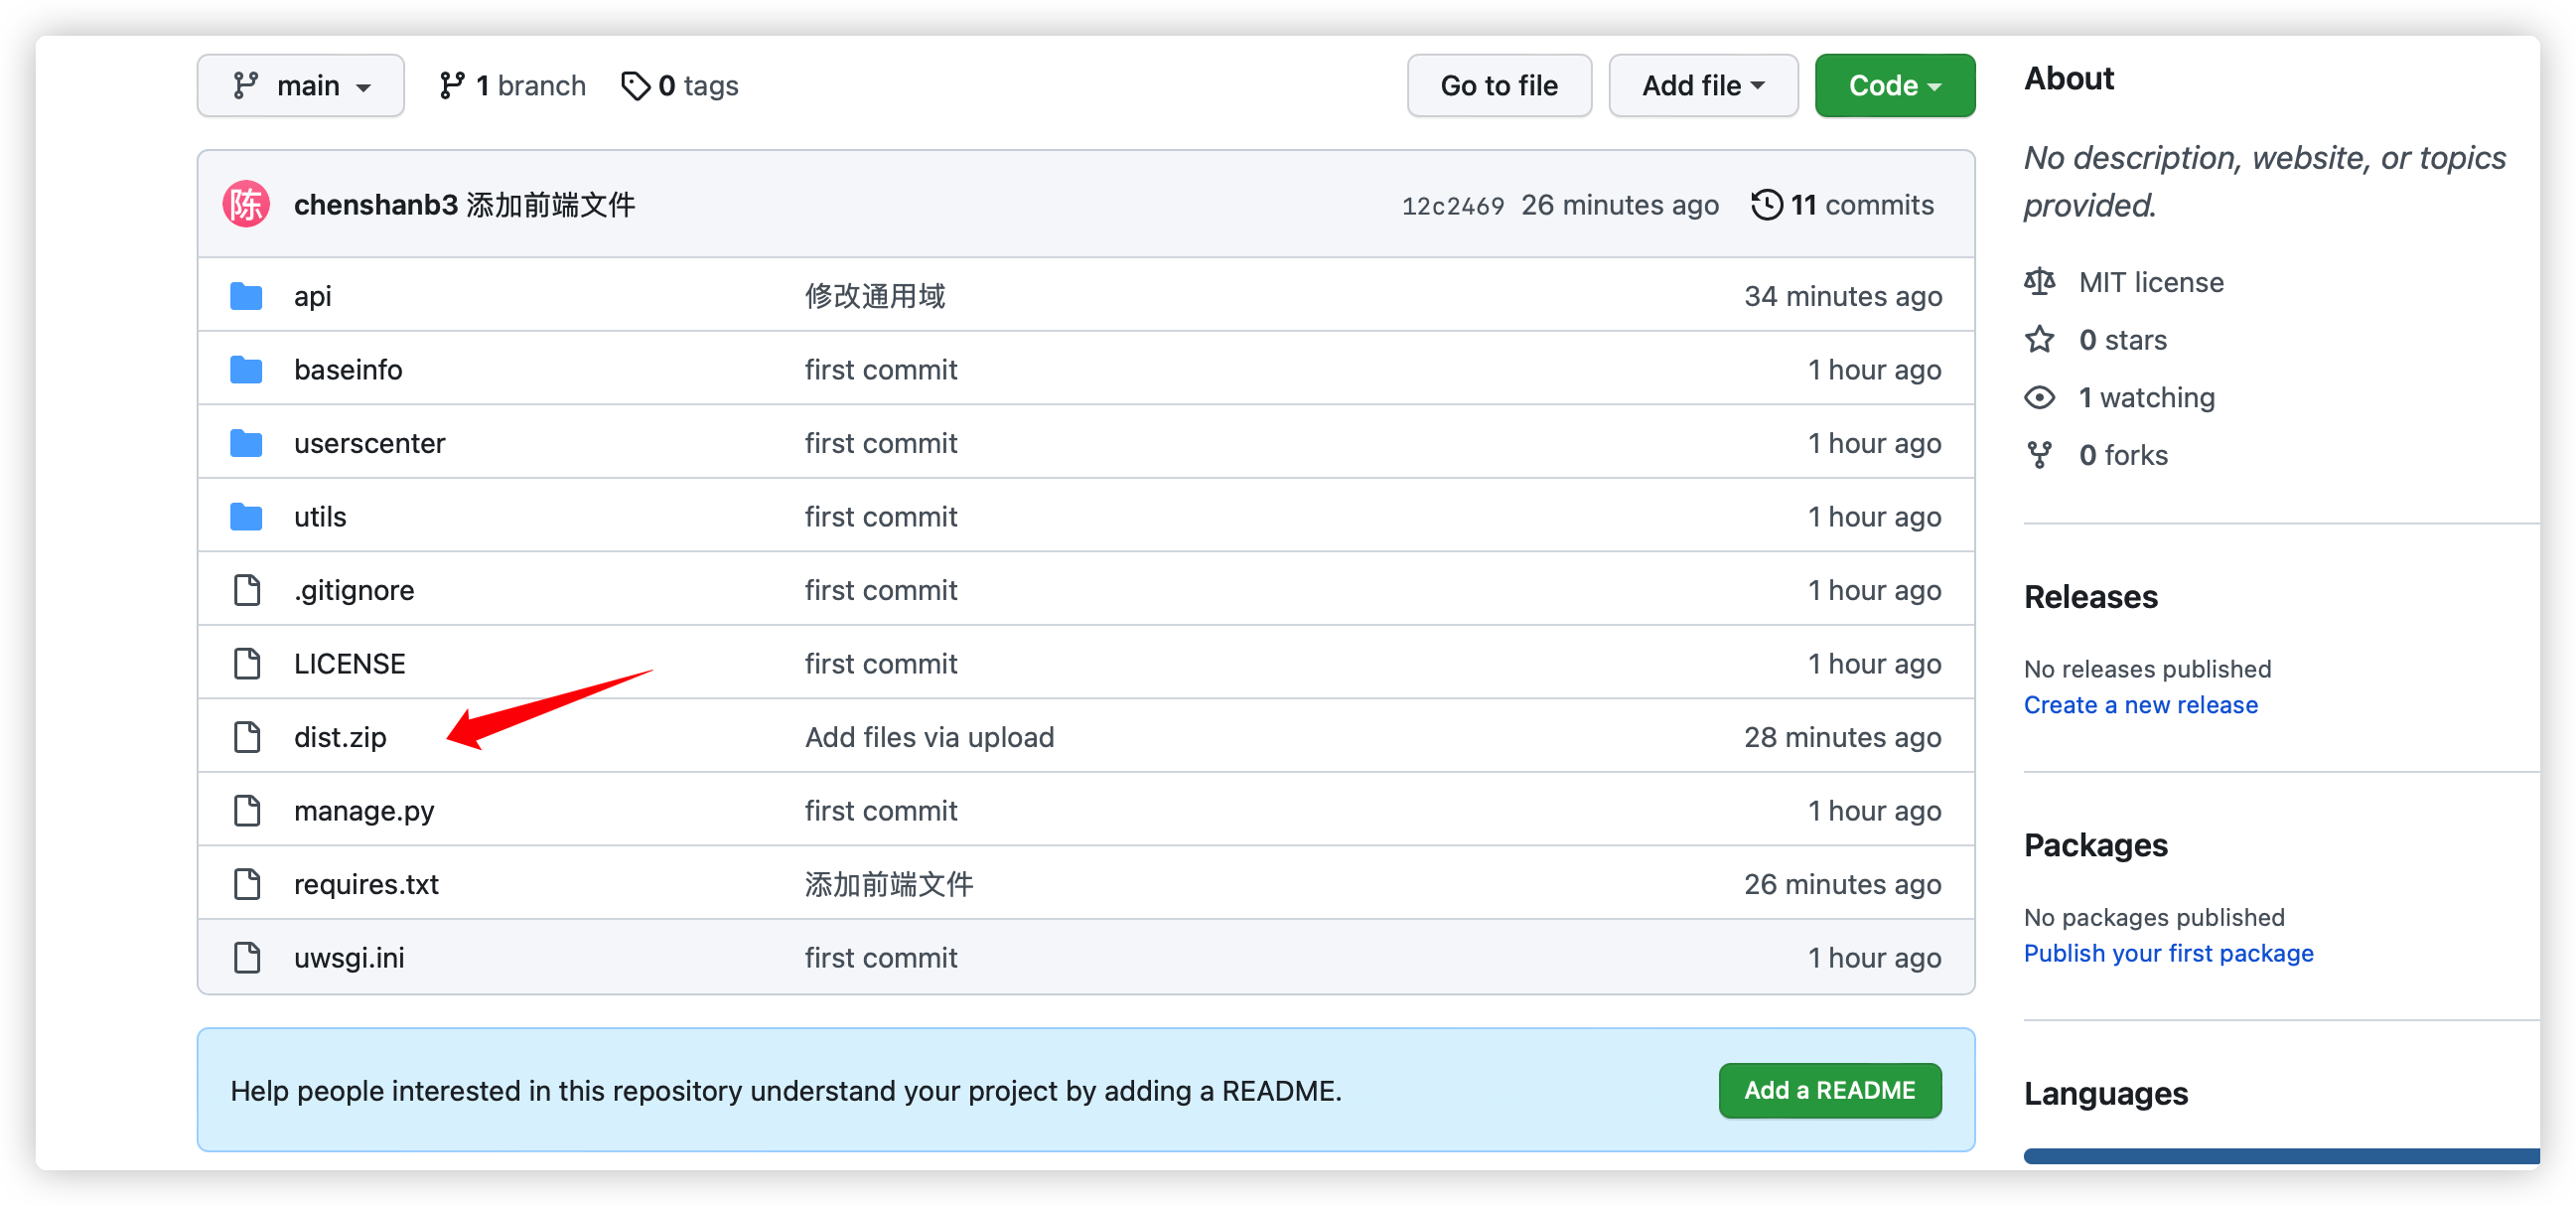 main 1 branch 0 tags Go to file Add file Code
陈 chenshanb3 添加前端文件 12c2469 26 minutes ago 11 commits
api 修改通用域 34 minutes ago
baseinfo first commit 1 hour ago
userscenter first commit 1 hour ago
utils first commit 1 hour ago
.gitignore first commit 1 hour ago
LICENSE first commit 1 hour ago
dist.zip Add files via upload 28 minutes ago
manage.py first commit 1 hour ago
requires.txt 添加前端文件 26 minutes ago
uwsgi.ini first commit 1 hour ago
Help people interested in this repository understand your project by adding a README. Add a README
About
No description, website, or topics
provided.
MIT license
0 stars
1 watching
0 forks
Releases
No releases published
Create a new release
Packages
No packages published
Publish your first package
Languages